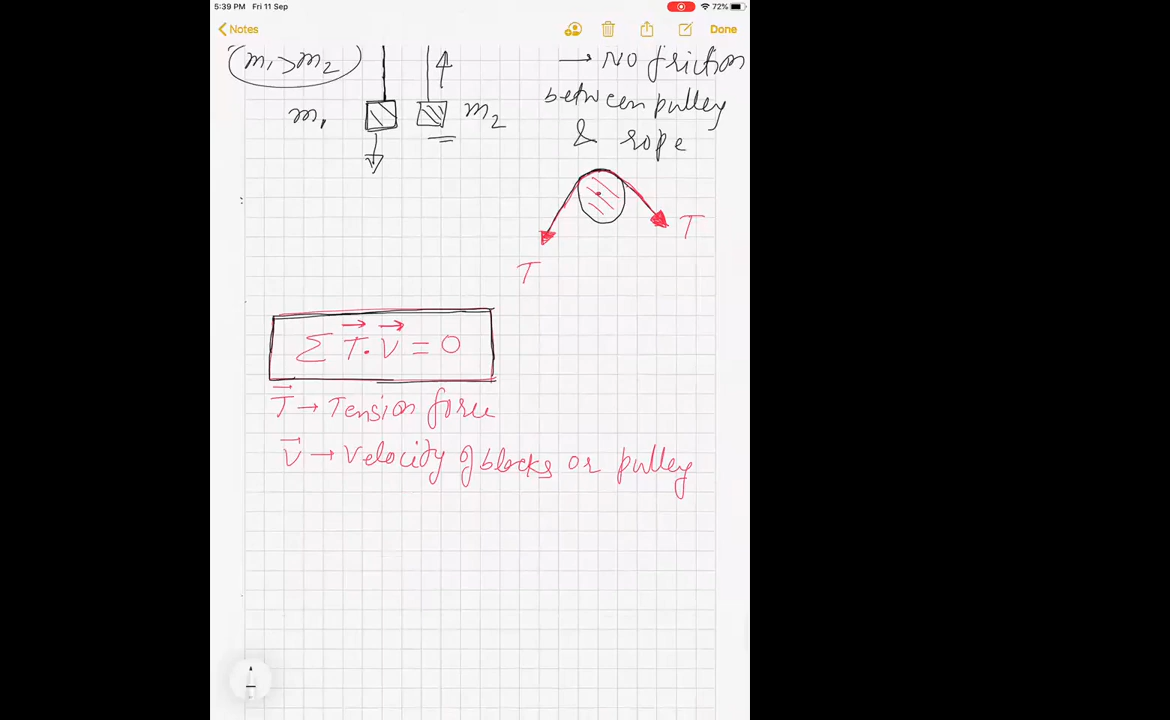 5:39 PM Fri 11 Sep
72%
Notes
Done
(m₁>m₂)
→ No friction
between pulley
& rope
m₁
m₂
T
T
Σ T⃗·V⃗ = 0
T⃗ → Tension force
V⃗ → Velocity of blocks or pulley